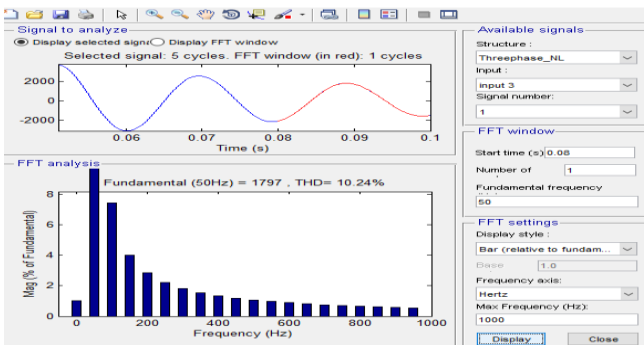 Signal to analyze
Display selected signal
Display FFT window
Selected signal: 5 cycles. FFT window (in red): 1 cycles
2000
0
-2000
0.06
0.07
0.08
0.09
0.1
Time (s)
FFT analysis
Fundamental (50Hz) = 1797 , THD= 10.24%
8
6
4
2
0
Mag (% of Fundamental)
0
200
400
600
800
1000
Frequency (Hz)
Available signals
Structure :
Threephase_NL
Input :
input 3
Signal number:
1
FFT window
Start time (s)
0.08
Number of
1
Fundamental frequency
50
FFT settings
Display style :
Bar (relative to fundam...
Base
1.0
Frequency axis:
Hertz
Max Frequency (Hz):
1000
Display
Close